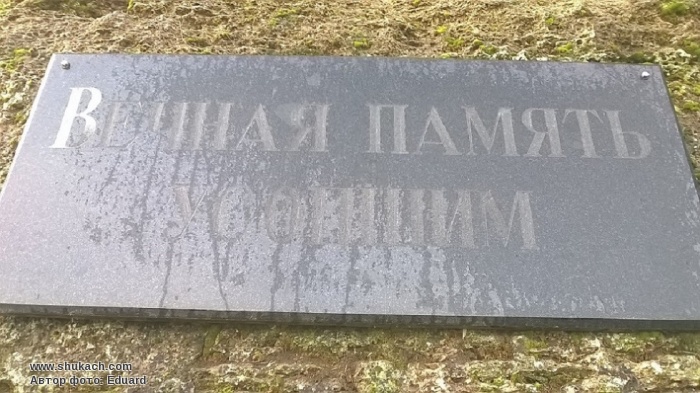 ВЕЧНАЯ ПАМЯТЬ
УСОПШИМ
www.shukach.com
Автор фото: Eduard